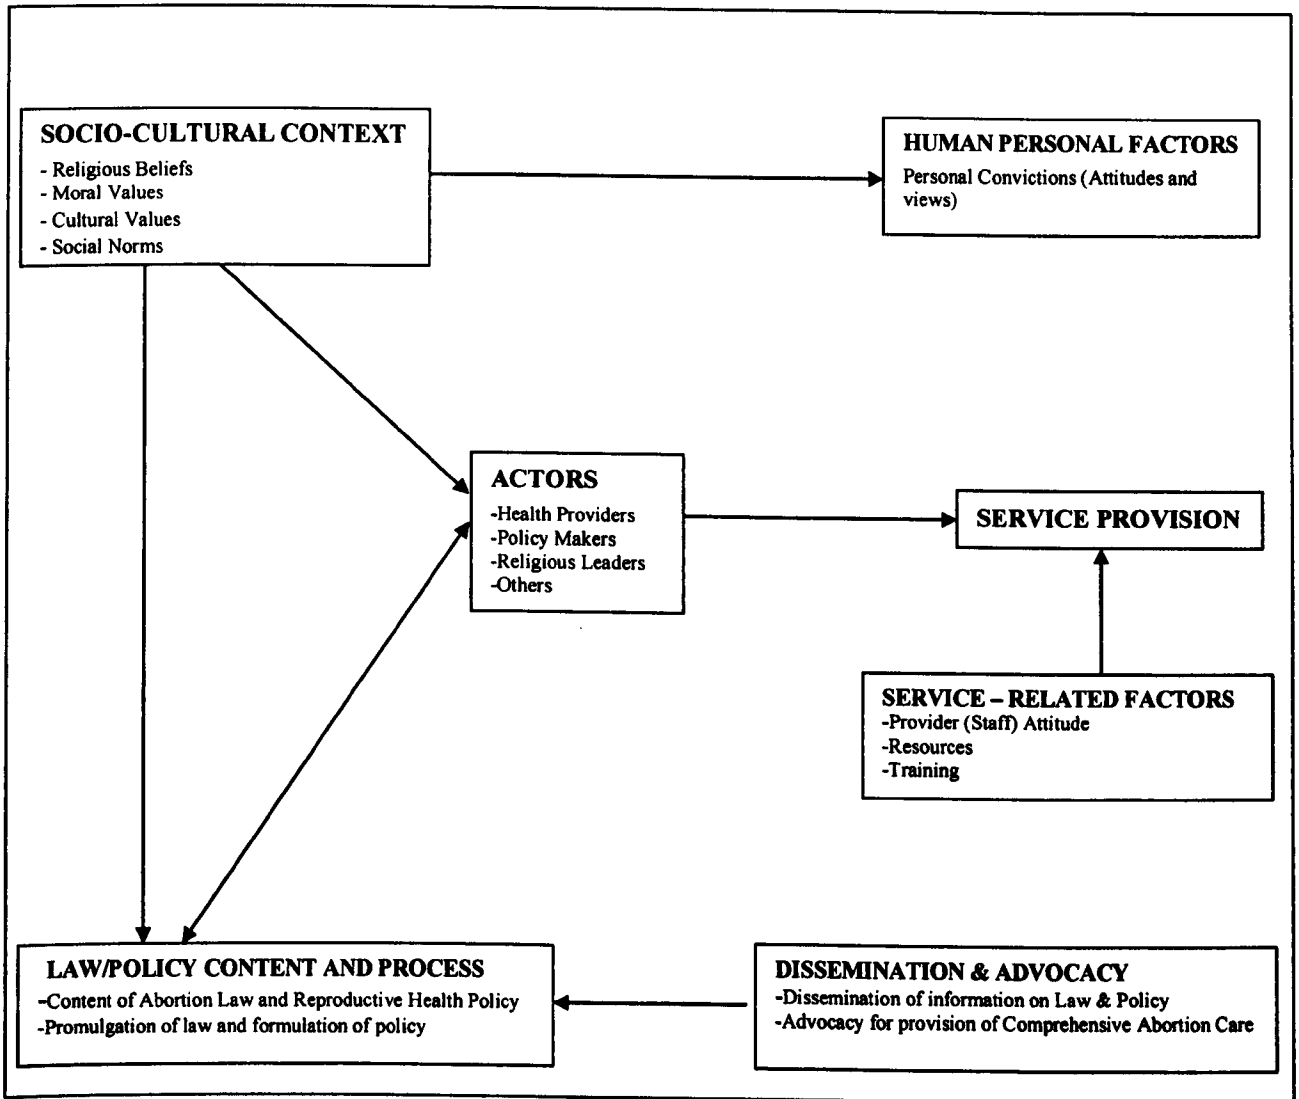 SOCIO-CULTURAL CONTEXT
- Religious Beliefs
- Moral Values
- Cultural Values
- Social Norms
HUMAN PERSONAL FACTORS
Personal Convictions (Attitudes and
views)
ACTORS
-Health Providers
-Policy Makers
-Religious Leaders
-Others
SERVICE PROVISION
SERVICE – RELATED FACTORS
-Provider (Staff) Attitude
-Resources
-Training
LAW/POLICY CONTENT AND PROCESS
-Content of Abortion Law and Reproductive Health Policy
-Promulgation of law and formulation of policy
DISSEMINATION & ADVOCACY
-Dissemination of information on Law & Policy
-Advocacy for provision of Comprehensive Abortion Care